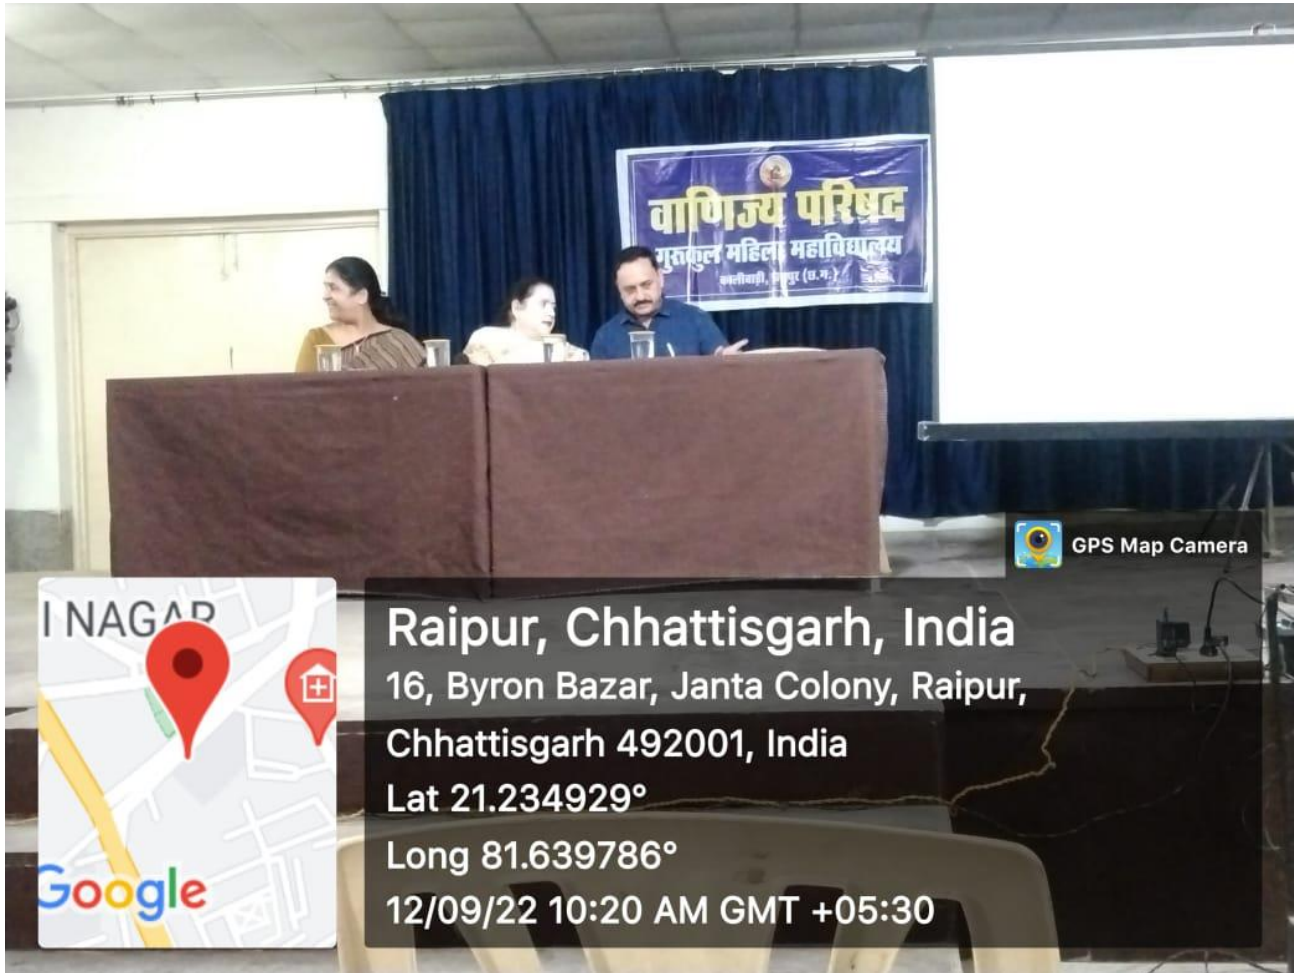 वाणिज्य परिषद
गुरुकुल महिला महाविद्यालय
कालीबाड़ी, रायपुर (छ.ग.)
GPS Map Camera
I NAGAR
Google
Raipur, Chhattisgarh, India
16, Byron Bazar, Janta Colony, Raipur,
Chhattisgarh 492001, India
Lat 21.234929°
Long 81.639786°
12/09/22 10:20 AM GMT +05:30